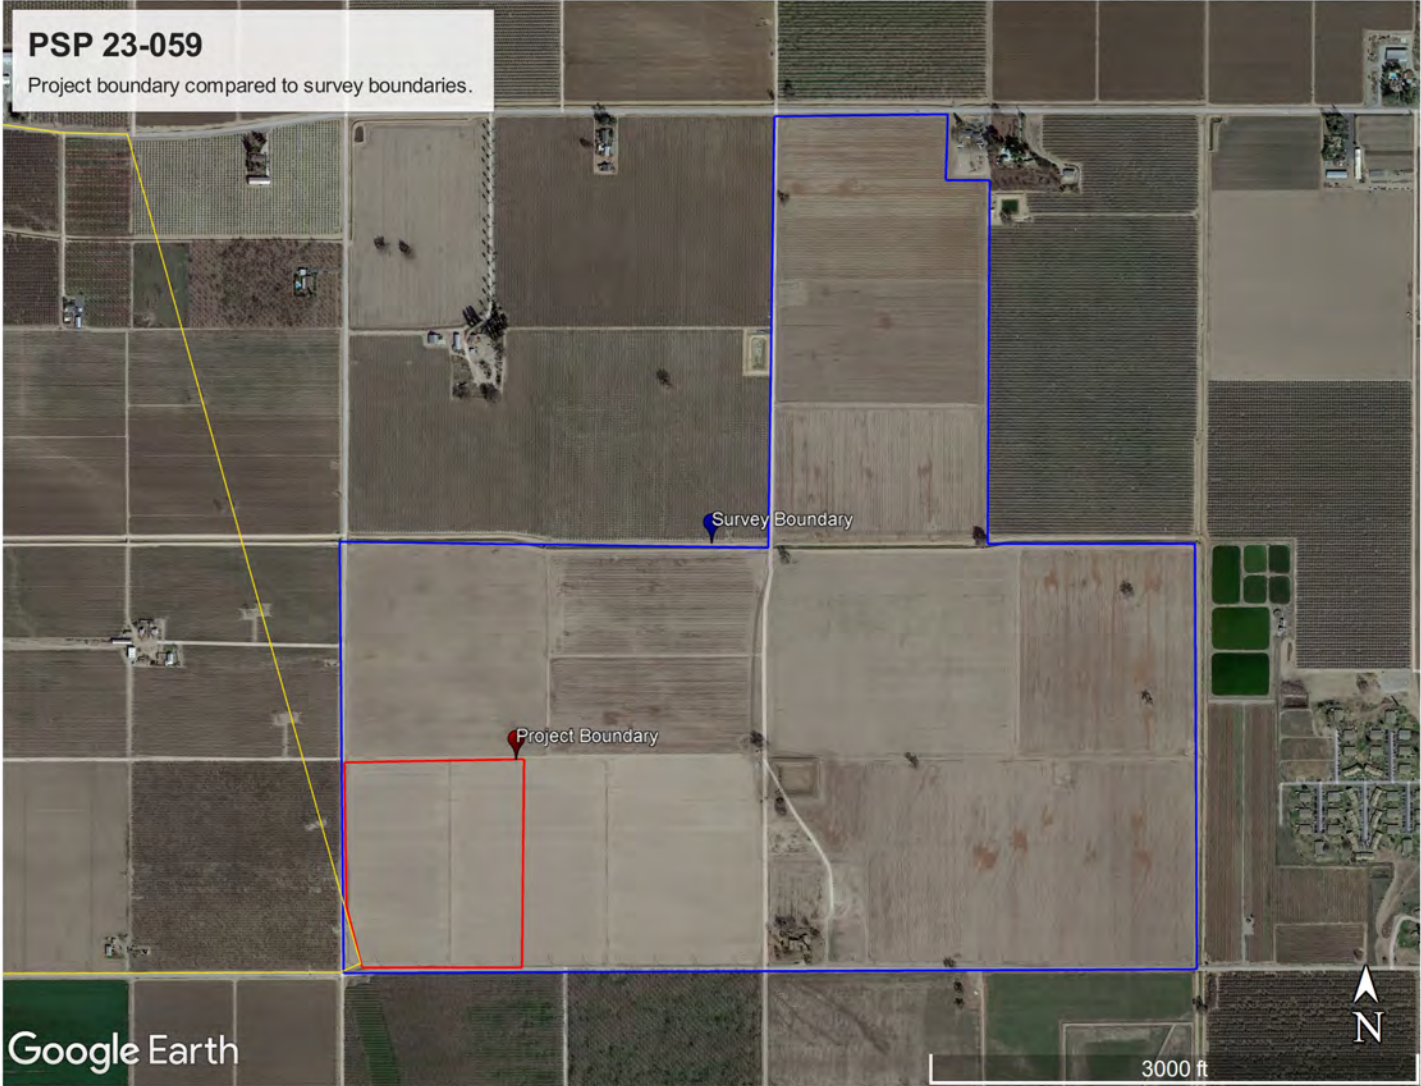 PSP 23-059
Project boundary compared to survey boundaries.
Survey Boundary
Project Boundary
Google Earth
N
3000 ft